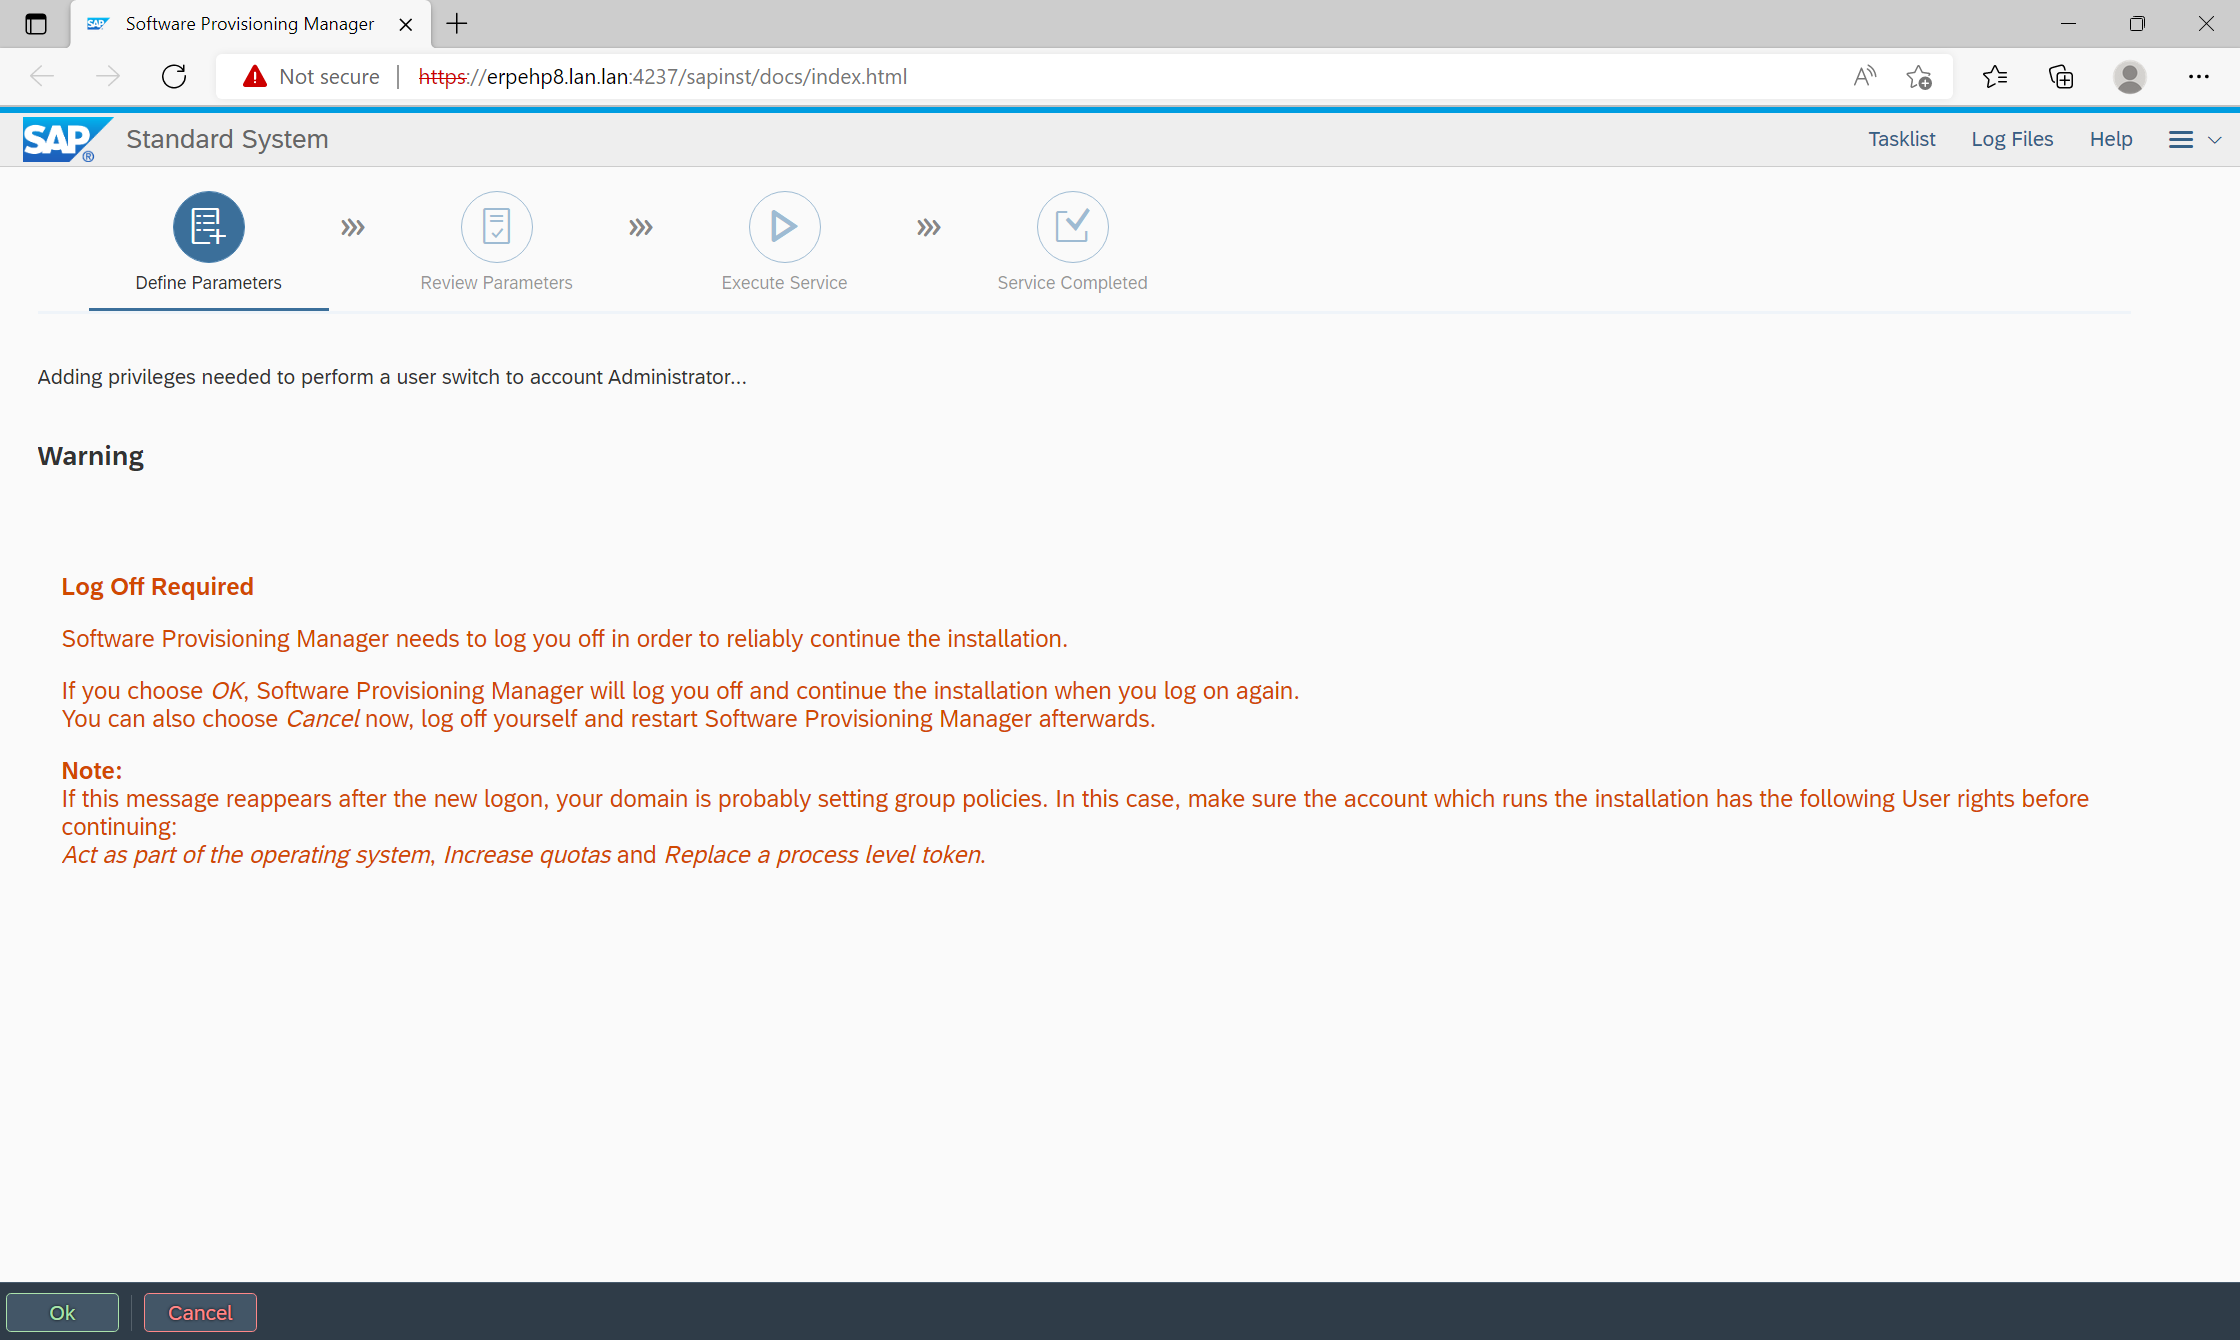 Software Provisioning Manager
Not secure | https://erpehp8.lan.lan:4237/sapinst/docs/index.html
SAP® Standard System
Tasklist Log Files Help
Define Parameters Review Parameters Execute Service Service Completed
Adding privileges needed to perform a user switch to account Administrator...
Warning
Log Off Required
Software Provisioning Manager needs to log you off in order to reliably continue the installation.
If you choose OK, Software Provisioning Manager will log you off and continue the installation when you log on again.
You can also choose Cancel now, log off yourself and restart Software Provisioning Manager afterwards.
Note:
If this message reappears after the new logon, your domain is probably setting group policies. In this case, make sure the account which runs the installation has the following User rights before
continuing:
Act as part of the operating system, Increase quotas and Replace a process level token.
Ok Cancel